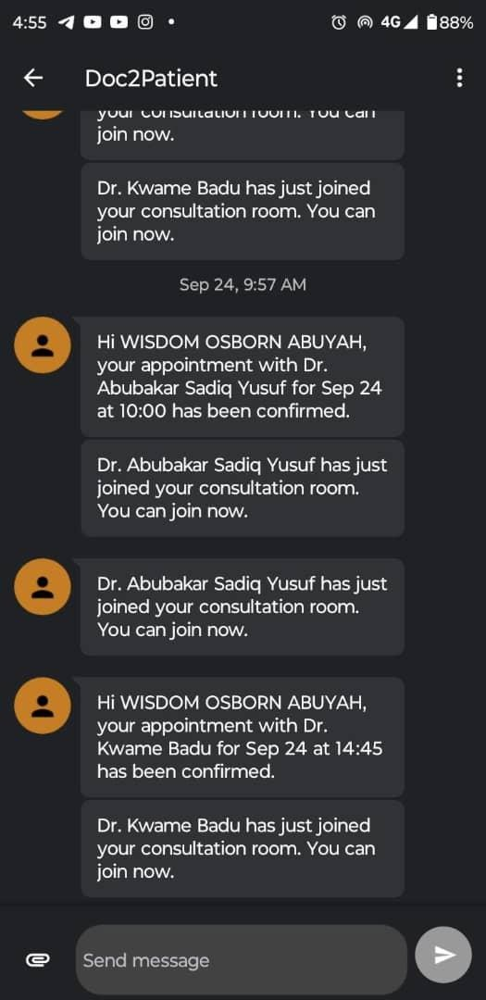 4:55
4G
88%
Doc2Patient
your consultation room. You can
join now.
Dr. Kwame Badu has just joined
your consultation room. You can
join now.
Sep 24, 9:57 AM
Hi WISDOM OSBORN ABUYAH,
your appointment with Dr.
Abubakar Sadiq Yusuf for Sep 24
at 10:00 has been confirmed.
Dr. Abubakar Sadiq Yusuf has just
joined your consultation room.
You can join now.
Dr. Abubakar Sadiq Yusuf has just
joined your consultation room.
You can join now.
Hi WISDOM OSBORN ABUYAH,
your appointment with Dr.
Kwame Badu for Sep 24 at 14:45
has been confirmed.
Dr. Kwame Badu has just joined
your consultation room. You can
join now.
Send message